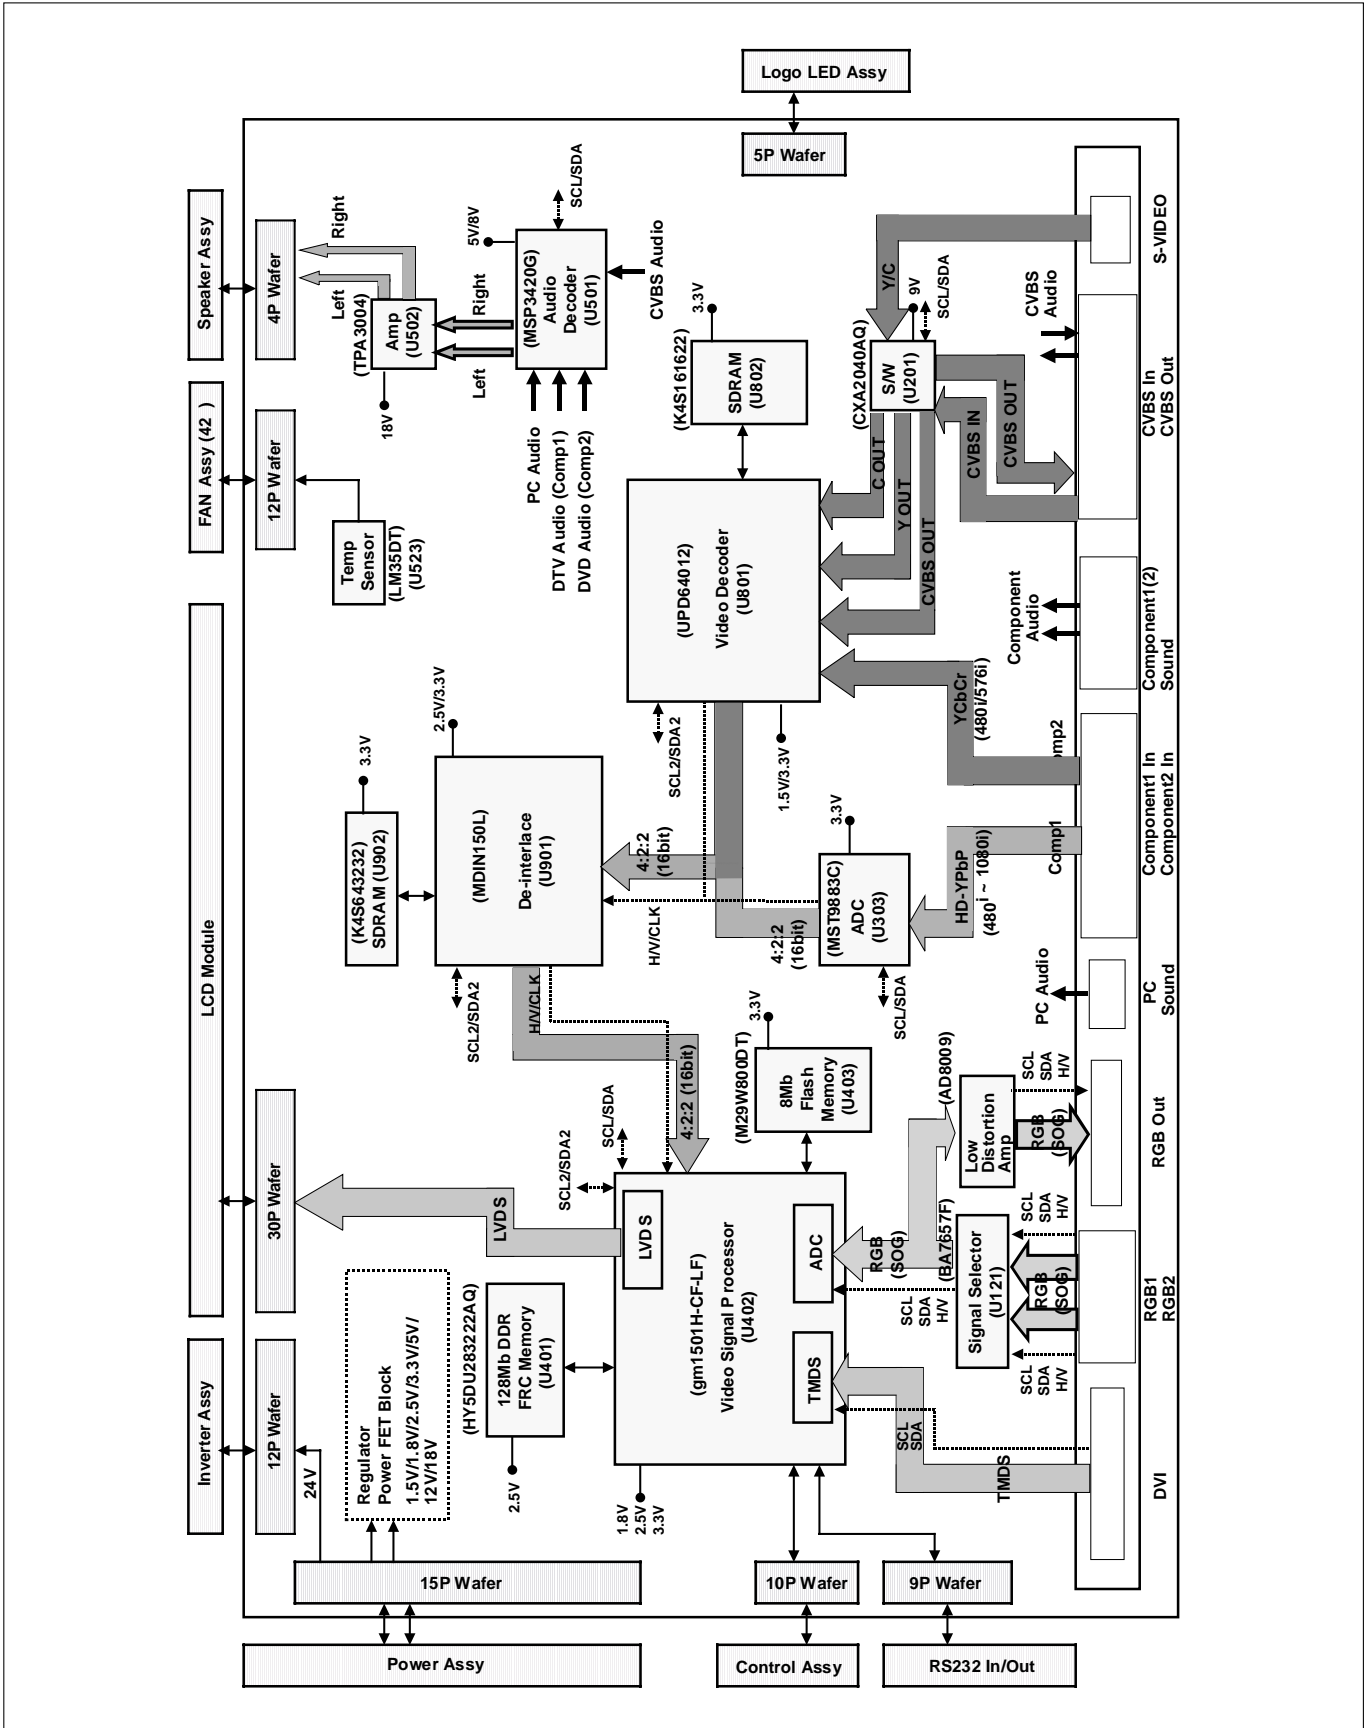 Logo LED Assy
5P Wafer
Speaker Assy
4P Wafer
Right
Left
(TPA3004)
Amp
(U502)
18V
Right
Left
5V/8V
SCL/SDA
(MSP3420G)
Audio
Decoder
(U501)
CVBS Audio
PC Audio
DTV Audio (Comp1)
DVD Audio (Comp2)
FAN Assy (42  )
12P Wafer
Temp
Sensor
(LM35DT)
(U523)
(K4S161622)
SDRAM
(U802)
3.3V
Y/C
9V
SCL/SDA
(CXA2040AQ)
S/W
(U201)
C OUT
Y OUT
CVBS OUT
CVBS IN
CVBS OUT
S-VIDEO
CVBS
Audio
CVBS In
CVBS Out
(UPD64012)
Video Decoder
(U801)
SCL2/SDA2
1.5V/3.3V
YCbCr
(480i/576i)
omp2
Component
Audio
Component1(2)
Sound
LCD Module
3.3V
2.5V/3.3V
(K4S643232)
SDRAM (U902)
(MDIN150L)
De-interlace
(U901)
4:2:2
(16bit)
H/V/CLK
4:2:2
(16bit)
SCL2/SDA2
H/V/CLK
3.3V
(MST9883C)
ADC
(U303)
SCL/SDA
HD-YPbP
(480i ~ 1080i)
Comp1
Component1 In
Component2 In
PC Audio
PC
Sound
30P Wafer
LVDS
SCL2/SDA2
SCL/SDA
4:2:2 (16bit)
(M29W800DT)
8Mb
Flash
Memory
(U403)
3.3V
(AD8009)
Low
Distortion
Amp
SCL
SDA
H/V
RGB
(SOG)
RGB Out
(gm1501H-CF-LF)
Video Signal Processor
(U402)
LVDS
ADC
TMDS
RGB
(SOG)
(BA7657F)
Signal Selector
(U121)
SCL
SDA
H/V
SCL
SDA
H/V
SCL
SDA
H/V
RGB
(SOG)
RGB1
RGB2
(HY5DU283222AQ)
128Mb DDR
FRC Memory
(U401)
2.5V
1.8V
2.5V
3.3V
SCL
SDA
TMDS
DVI
Inverter Assy
12P Wafer
24V
Regulator
Power FET Block
1.5V/1.8V/2.5V/3.3V/5V/
12V/18V
15P Wafer
10P Wafer
9P Wafer
Power Assy
Control Assy
RS232 In/Out